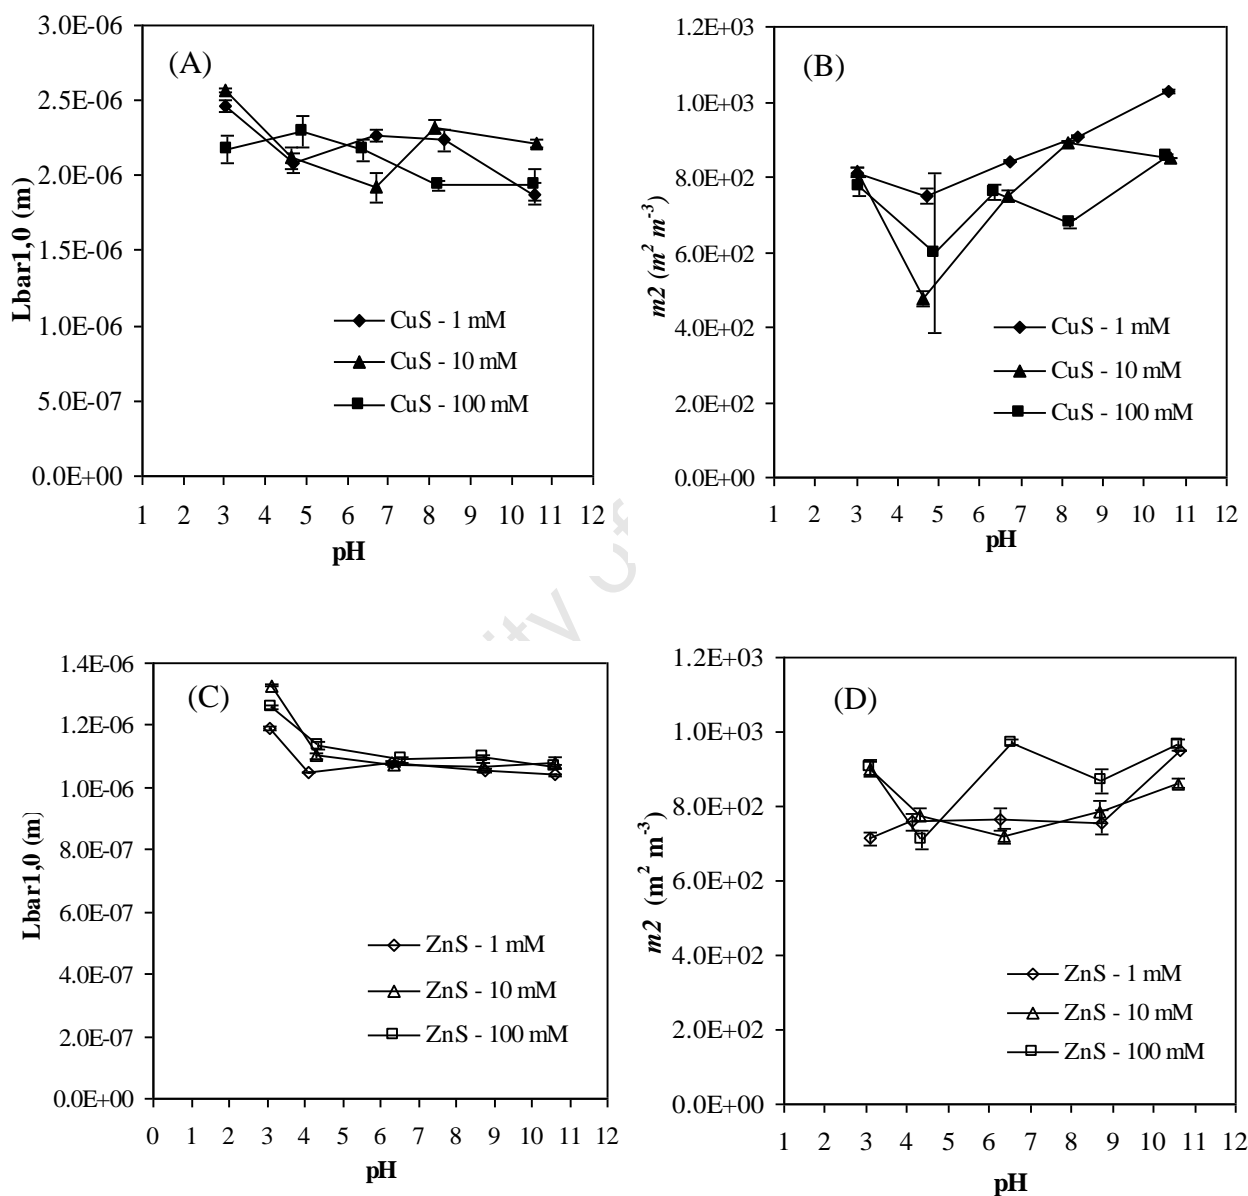 (A)
Lbar1,0 (m)
3.0E-06
2.5E-06
2.0E-06
1.5E-06
1.0E-06
5.0E-07
0.0E+00
CuS - 1 mM
CuS - 10 mM
CuS - 100 mM
1 2 3 4 5 6 7 8 9 10 11 12
pH
(B)
m2 (m² m⁻³)
1.2E+03
1.0E+03
8.0E+02
6.0E+02
4.0E+02
2.0E+02
0.0E+00
CuS - 1 mM
CuS - 10 mM
CuS - 100 mM
1 2 3 4 5 6 7 8 9 10 11 12
pH
ity of
(C)
Lbar1,0 (m)
1.4E-06
1.2E-06
1.0E-06
8.0E-07
6.0E-07
4.0E-07
2.0E-07
0.0E+00
ZnS - 1 mM
ZnS - 10 mM
ZnS - 100 mM
0 1 2 3 4 5 6 7 8 9 10 11 12
pH
(D)
m2 (m² m⁻³)
1.2E+03
1.0E+03
8.0E+02
6.0E+02
4.0E+02
2.0E+02
0.0E+00
ZnS - 1 mM
ZnS - 10 mM
ZnS - 100 mM
1 2 3 4 5 6 7 8 9 10 11 12
pH